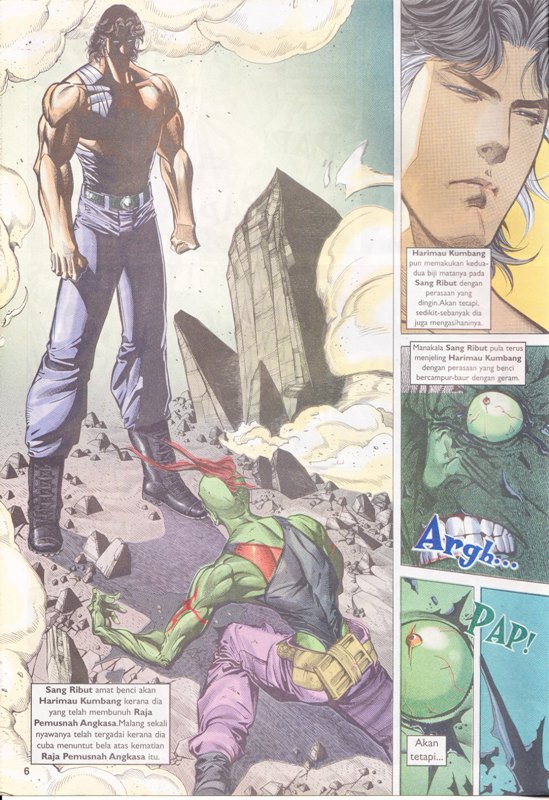 Sang Ribut amat benci akan
Harimau Kumbang kerana dia
yang telah membunuh Raja
Pemusnah Angkasa.Malang sekali
nyawanya telah tergadai kerana dia
cuba menuntut bela atas kematian
Raja Pemusnah Angkasa itu.
6
Harimau Kumbang
pun memakukan kedua-
dua biji matanya pada
Sang Ribut dengan
perasaan yang
dingin.Akan tetapi,
sedikit-sebanyak dia
juga mengasihaninya.
Manakala Sang Ribut pula terus
menjeling Harimau Kumbang
dengan perasaan yang benci
bercampur-baur dengan geram.
Argh...
PAP!
Akan
tetapi...